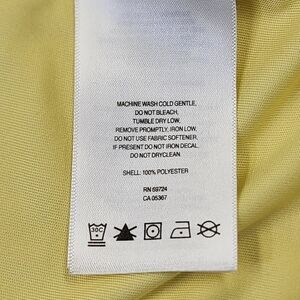 MACHINE WASH COLD GENTLE,
DO NOT BLEACH,
TUMBLE DRY LOW,
REMOVE PROMPTLY, IRON LOW.
DO NOT USE FABRIC SOFTENER.
IF PRESENT DO NOT IRON DECAL.
DO NOT DRYCLEAN.
SHELL: 100% POLYESTER
RN 69724
CA 05367
30C